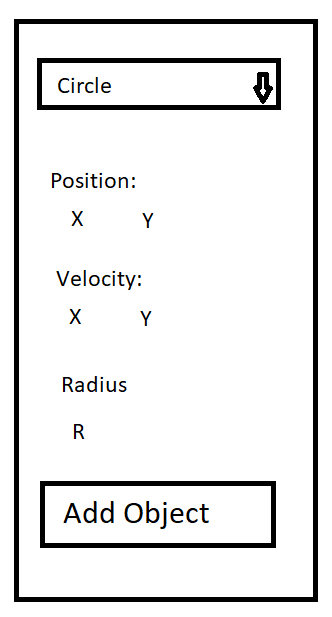 Circle
Position:
X Y
Velocity:
X Y
Radius
R
Add Object